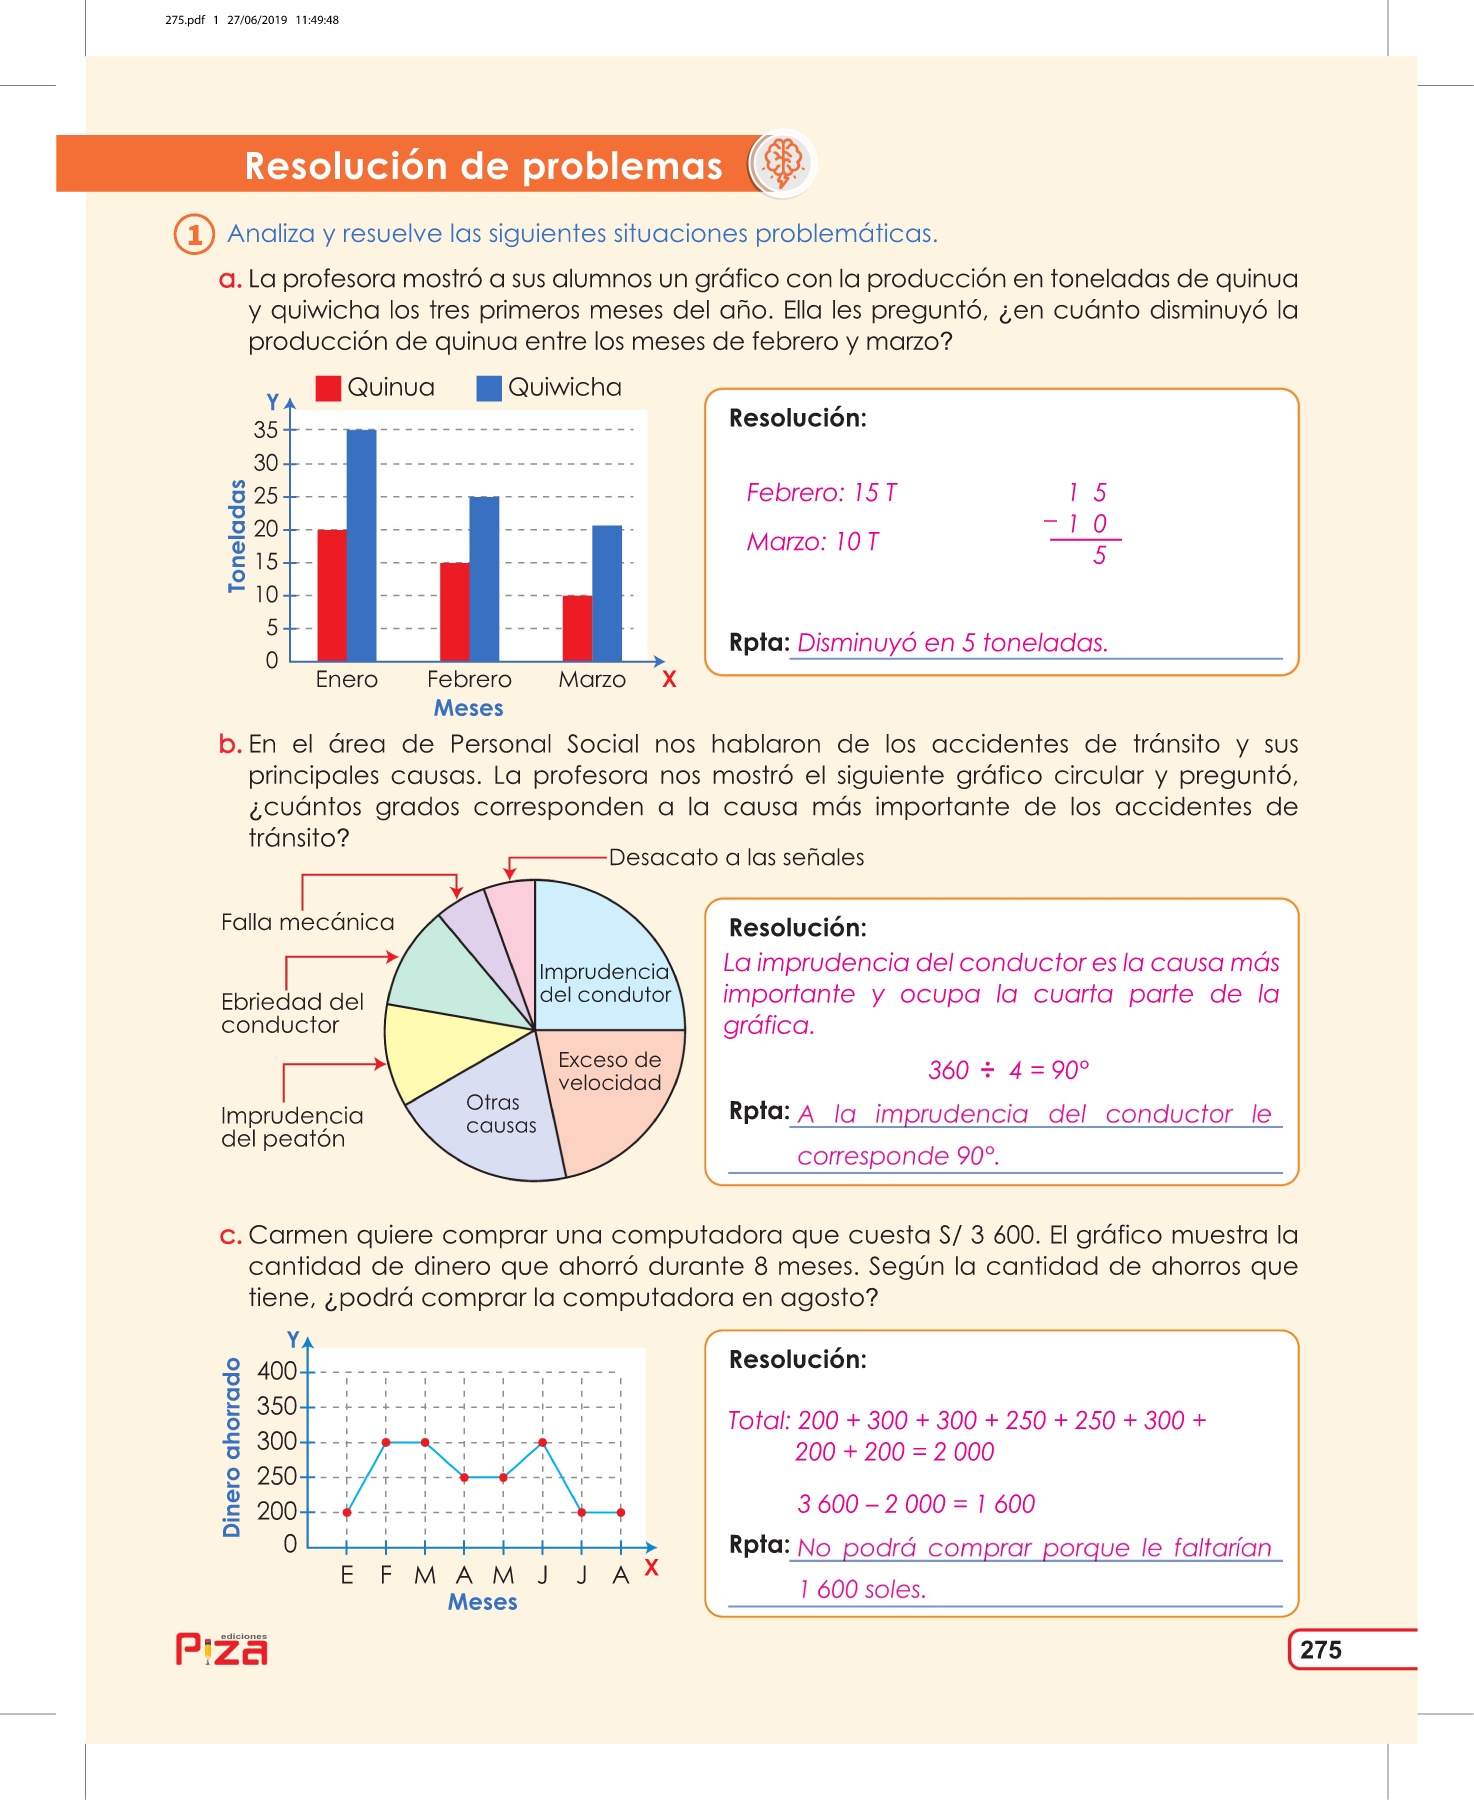 275.pdf 1 27/06/2019 11:49:48
Resolución de problemas
1 Analiza y resuelve las siguientes situaciones problemáticas.
a. La profesora mostró a sus alumnos un gráfico con la producción en toneladas de quinua
y quiwicha los tres primeros meses del año. Ella les preguntó, ¿en cuánto disminuyó la
producción de quinua entre los meses de febrero y marzo?
Quinua Quiwicha
Y
35
30
25
20
15
10
5
0
Toneladas
Enero Febrero Marzo X
Meses
Resolución:
Febrero: 15 T
Marzo: 10 T
1 5
– 1 0
5
Rpta: Disminuyó en 5 toneladas.
b. En el área de Personal Social nos hablaron de los accidentes de tránsito y sus
principales causas. La profesora nos mostró el siguiente gráfico circular y preguntó,
¿cuántos grados corresponden a la causa más importante de los accidentes de
tránsito?
Desacato a las señales
Falla mecánica
Ebriedad del
conductor
Imprudencia
del peatón
Imprudencia
del condutor
Exceso de
velocidad
Otras
causas
Resolución:
La imprudencia del conductor es la causa más
importante y ocupa la cuarta parte de la
gráfica.
360 ÷ 4 = 90°
Rpta: A la imprudencia del conductor le
corresponde 90°.
c. Carmen quiere comprar una computadora que cuesta S/ 3 600. El gráfico muestra la
cantidad de dinero que ahorró durante 8 meses. Según la cantidad de ahorros que
tiene, ¿podrá comprar la computadora en agosto?
Y
400
350
300
250
200
0
Dinero ahorrado
E F M A M J J A X
Meses
Resolución:
Total: 200 + 300 + 300 + 250 + 250 + 300 +
200 + 200 = 2 000
3 600 – 2 000 = 1 600
Rpta: No podrá comprar porque le faltarían
1 600 soles.
ediciones
Piza
275